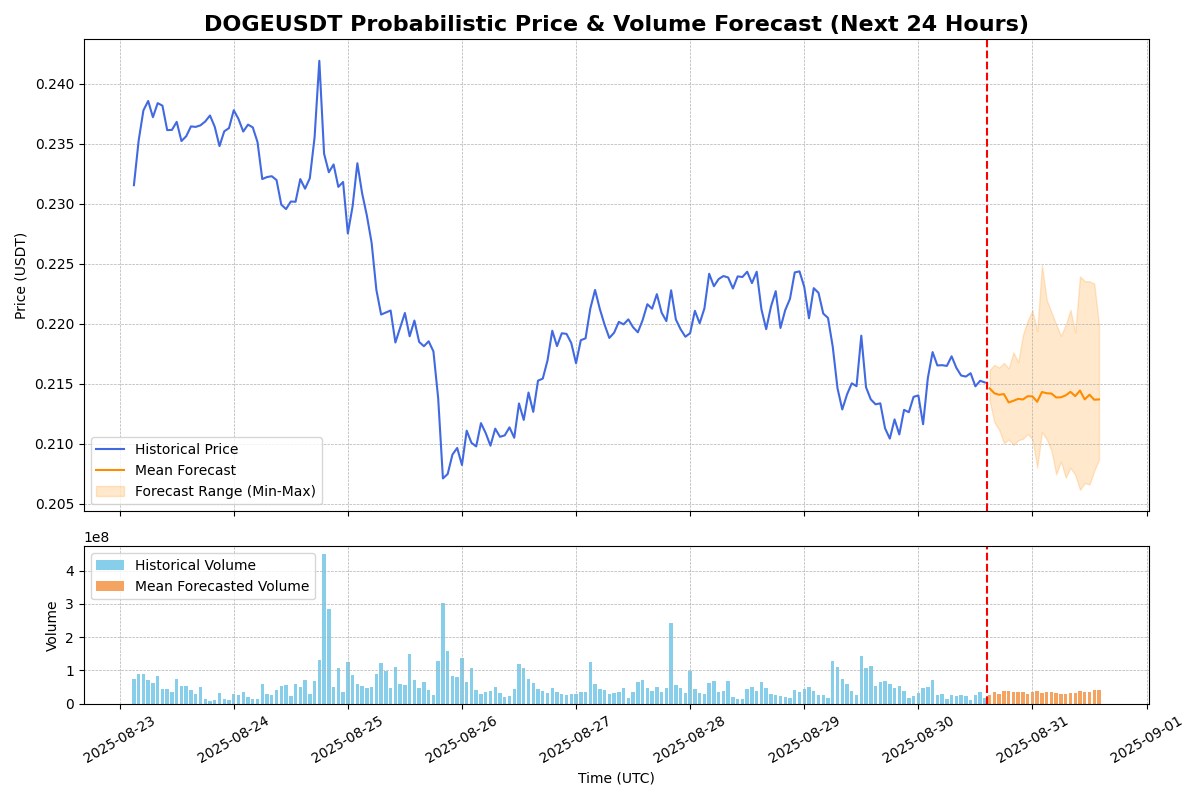 DOGEUSDT Probabilistic Price & Volume Forecast (Next 24 Hours)
0.240
0.235
0.230
0.225
0.220
0.215
0.210
0.205
Price (USDT)
Historical Price
Mean Forecast
Forecast Range (Min-Max)
1e8
4
3
2
1
0
Volume
Historical Volume
Mean Forecasted Volume
2025-08-23
2025-08-24
2025-08-25
2025-08-26
2025-08-27
2025-08-28
2025-08-29
2025-08-30
2025-08-31
2025-09-01
Time (UTC)